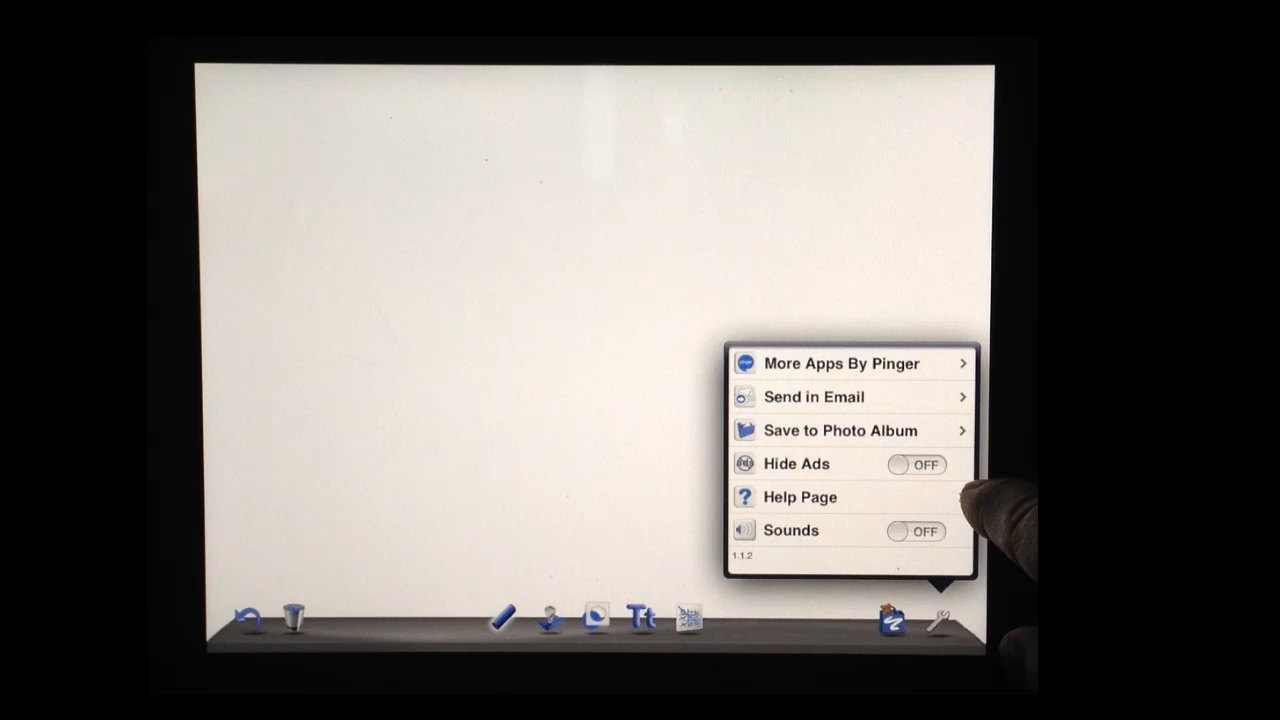 More Apps By Pinger
Send in Email
Save to Photo Album
Hide Ads OFF
Help Page
Sounds OFF
1.1.2
Tt